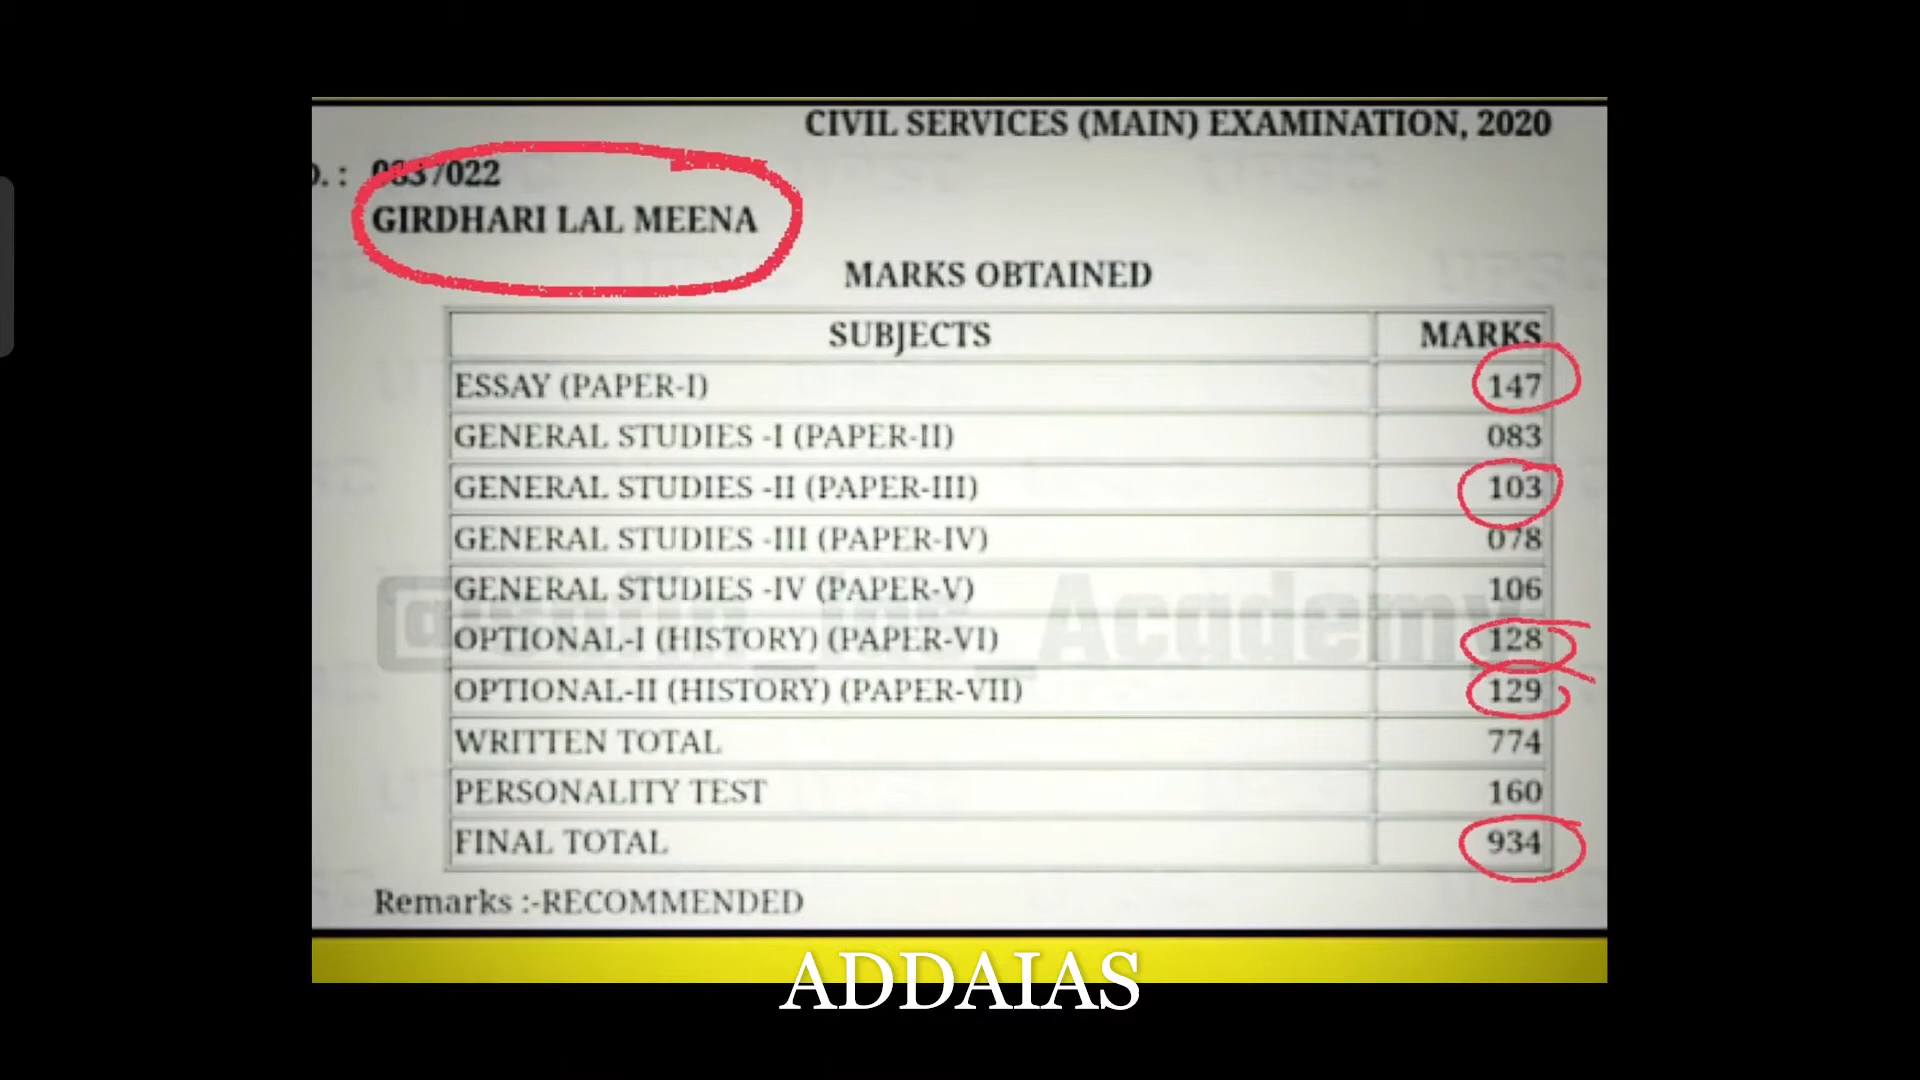 CIVIL SERVICES (MAIN) EXAMINATION, 2020
: 0837022
GIRDHARI LAL MEENA
MARKS OBTAINED
SUBJECTS MARKS
ESSAY (PAPER-I) 147
GENERAL STUDIES -I (PAPER-II) 083
GENERAL STUDIES -II (PAPER-III) 103
GENERAL STUDIES -III (PAPER-IV) 078
GENERAL STUDIES -IV (PAPER-V) 106
OPTIONAL-I (HISTORY) (PAPER-VI) 128
OPTIONAL-II (HISTORY) (PAPER-VII) 129
WRITTEN TOTAL 774
PERSONALITY TEST 160
FINAL TOTAL 934
Remarks :-RECOMMENDED
ADDAIAS